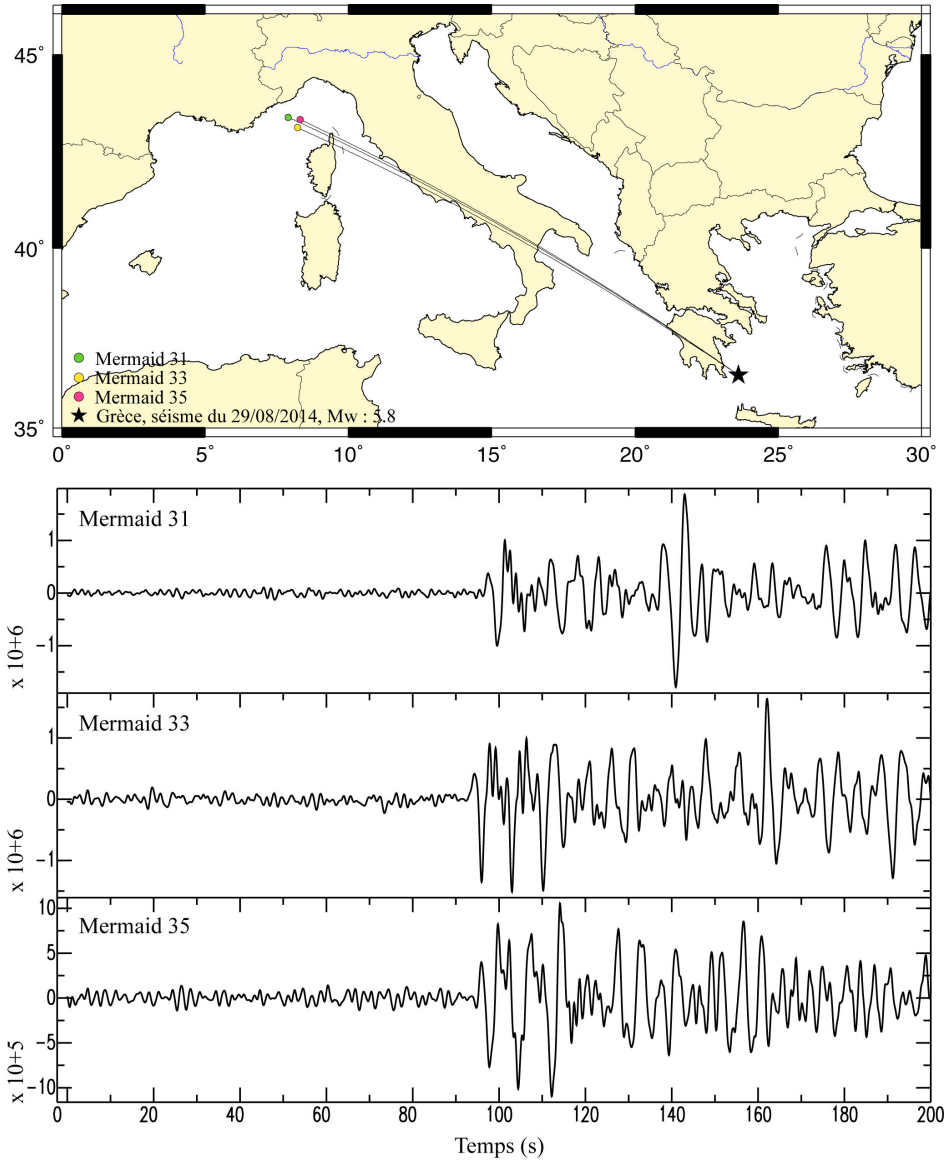 45°
40°
35°
Mermaid 31
Mermaid 33
Mermaid 35
Grèce, séisme du 29/08/2014, Mw : 5.8
0° 5° 10° 15° 20° 25° 30°
Mermaid 31
1
0
-1
x 10+6
Mermaid 33
1
0
-1
x 10+6
Mermaid 35
10
5
0
-5
-10
x 10+5
0 20 40 60 80 100 120 140 160 180 200
Temps (s)